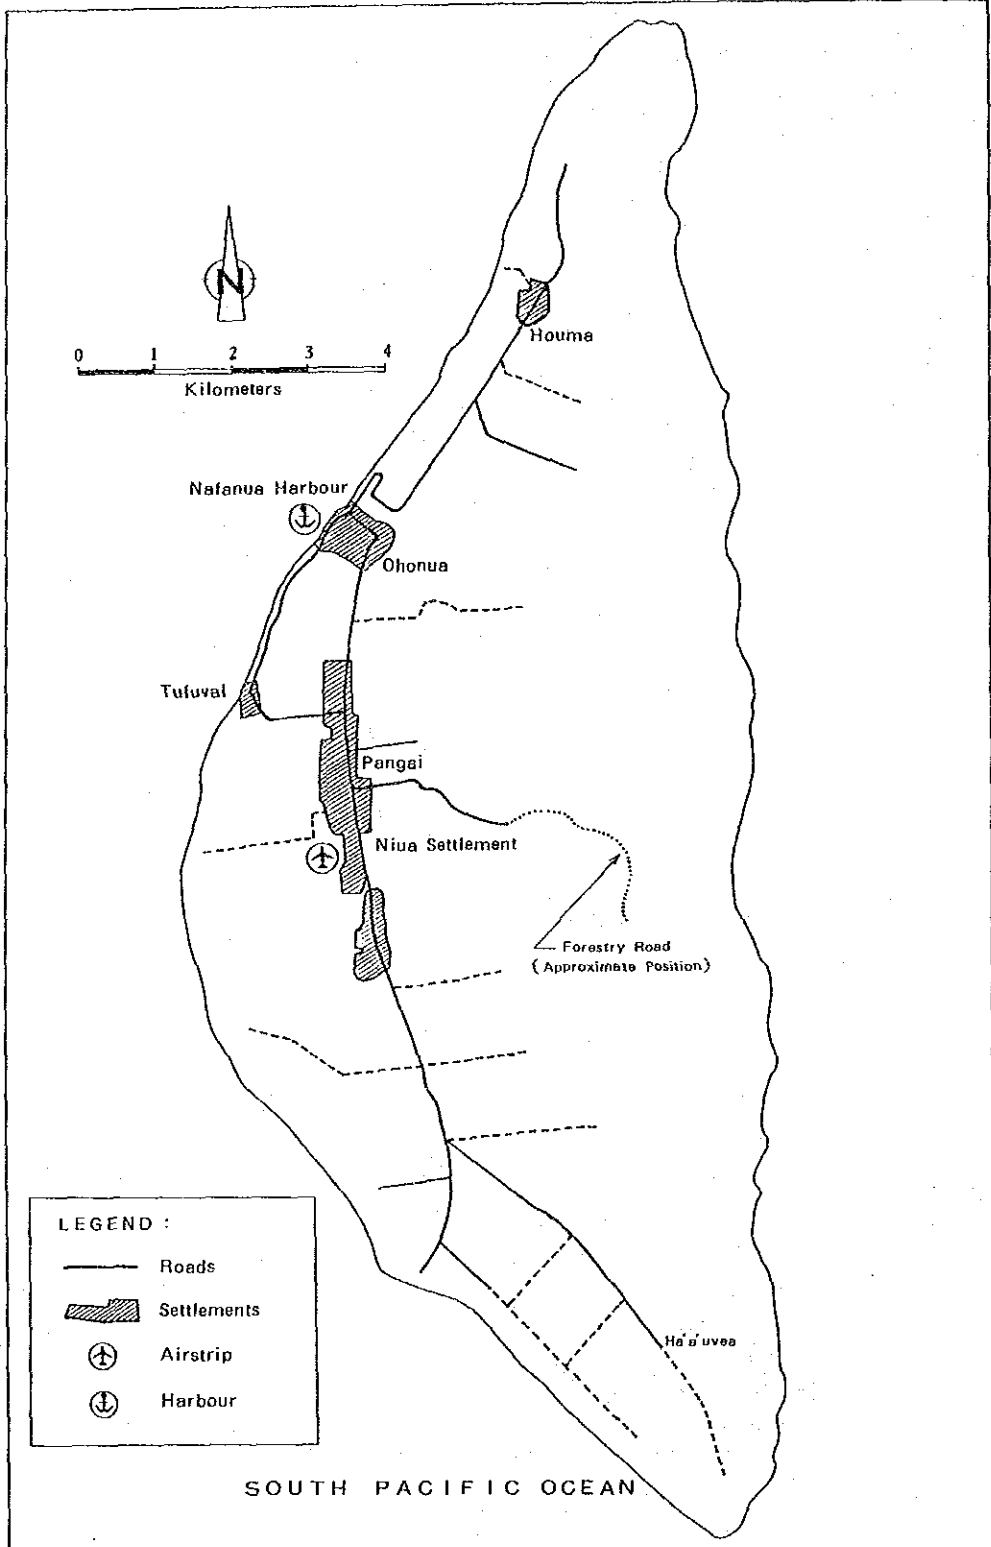 N
Houma
0 1 2 3 4
Kilometers
Nafanua Harbour
Ohonua
Tufuvai
Pangai
Niua Settlement
Forestry Road
(Approximate Position)
LEGEND :
Roads
Settlements
Airstrip
Harbour
Ha'a'uvea
SOUTH PACIFIC OCEAN